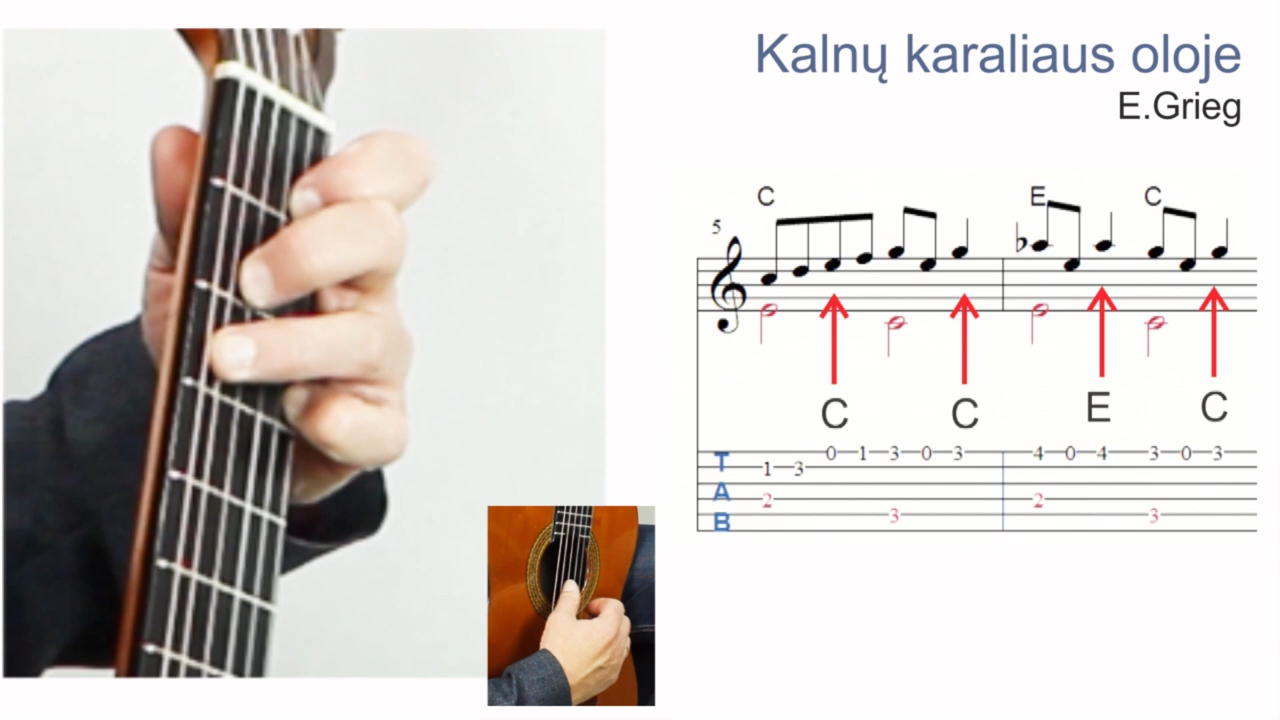 Kalnų karaliaus oloje
E.Grieg
C E C
5
C C E C
T 0 1 3 0 3 4 0 4 3 0 3
1 3
A 2 2
3 3
B